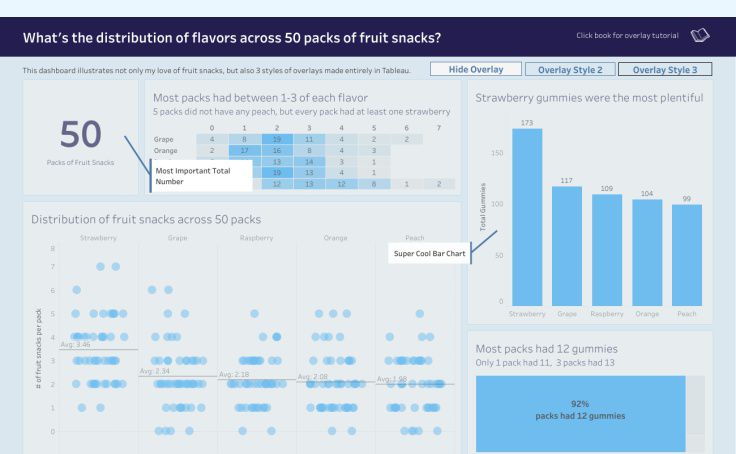 What's the distribution of flavors across 50 packs of fruit snacks?
Click book for overlay tutorial
This dashboard illustrates not only my love of fruit snacks, but also 3 styles of overlays made entirely in Tableau.
Hide Overlay
Overlay Style 2
Overlay Style 3
50
Packs of Fruit Snacks
Most Important Total
Number
Most packs had between 1-3 of each flavor
5 packs did not have any peach, but every pack had at least one strawberry
0 1 2 3 4 5 6 7
Grape 4 8 19 11 4 2 2
Orange 2 17 16 8 4 3
13 14 3 1
19 13 4 1
12 13 12 8 1 2
Strawberry gummies were the most plentiful
Total Gummies
150
100
50
0
173
117
109
104
99
Strawberry Grape Raspberry Orange Peach
Super Cool Bar Chart
Distribution of fruit snacks across 50 packs
Strawberry Grape Raspberry Orange Peach
# of fruit snacks per pack
8
7
6
5
4
3
2
1
0
Avg: 3.46
Avg: 2.34
Avg: 2.18
Avg: 2.08
Avg: 1.98
Most packs had 12 gummies
Only 1 pack had 11, 3 packs had 13
92%
packs had 12 gummies